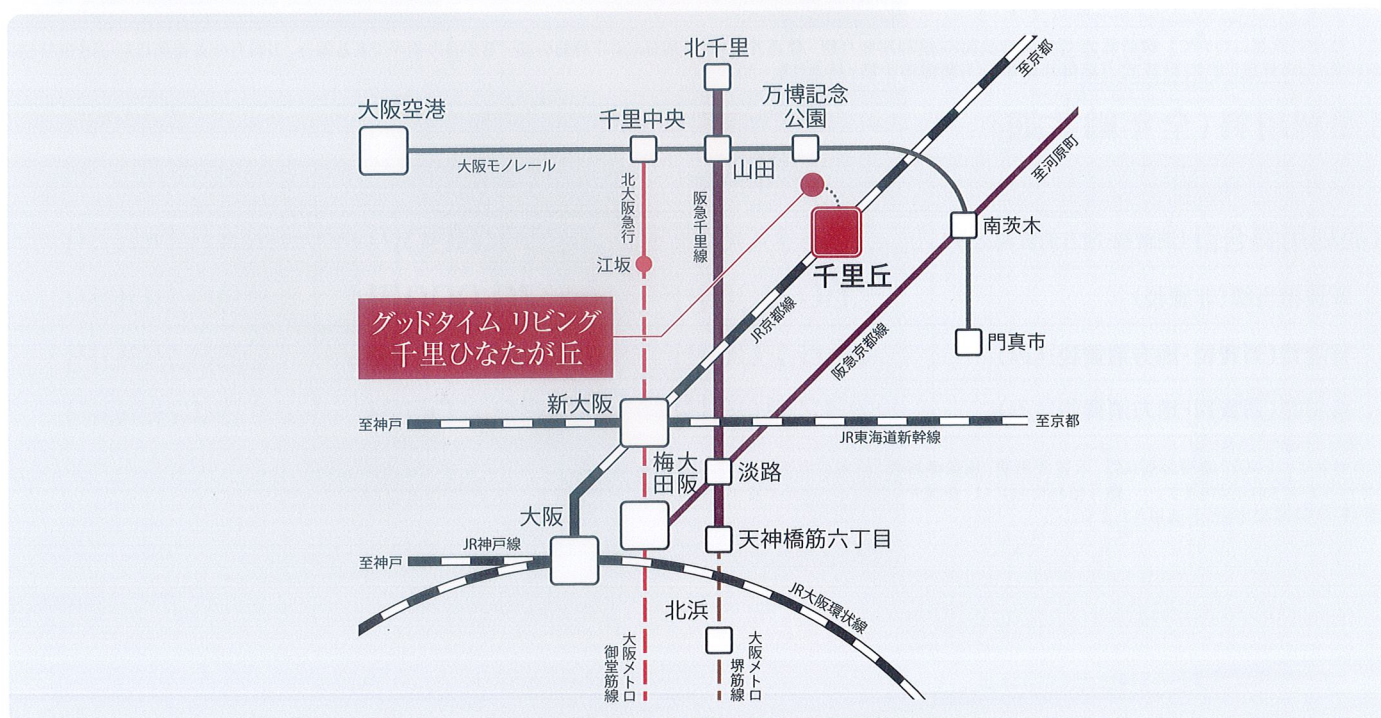 至京都
北千里
万博記念
公園
大阪空港
千里中央
大阪モノレール
山田
至河原町
北大阪急行
阪急千里線
南茨木
江坂
千里丘
グッドタイム リビング
千里ひなたが丘
JR京都線
門真市
阪急京都線
新大阪
至神戸
至京都
JR東海道新幹線
大阪
梅田
淡路
大阪
天神橋筋六丁目
JR神戸線
至神戸
JR大阪環状線
北浜
大阪メトロ
御堂筋線
大阪メトロ
堺筋線